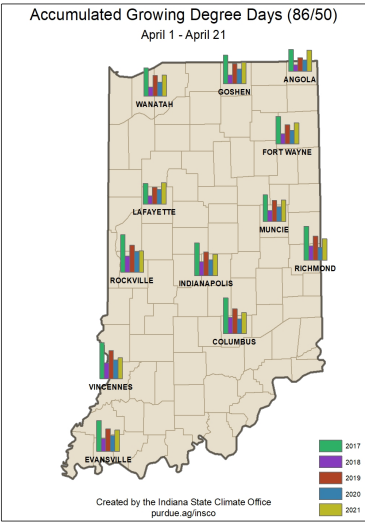 Accumulated Growing Degree Days (86/50)
April 1 - April 21
ANGOLA
GOSHEN
WANATAH
FORT WAYNE
LAFAYETTE
MUNCIE
RICHMOND
ROCKVILLE
INDIANAPOLIS
COLUMBUS
VINCENNES
EVANSVILLE
2017
2018
2019
2020
2021
Created by the Indiana State Climate Office
purdue.ag/insco